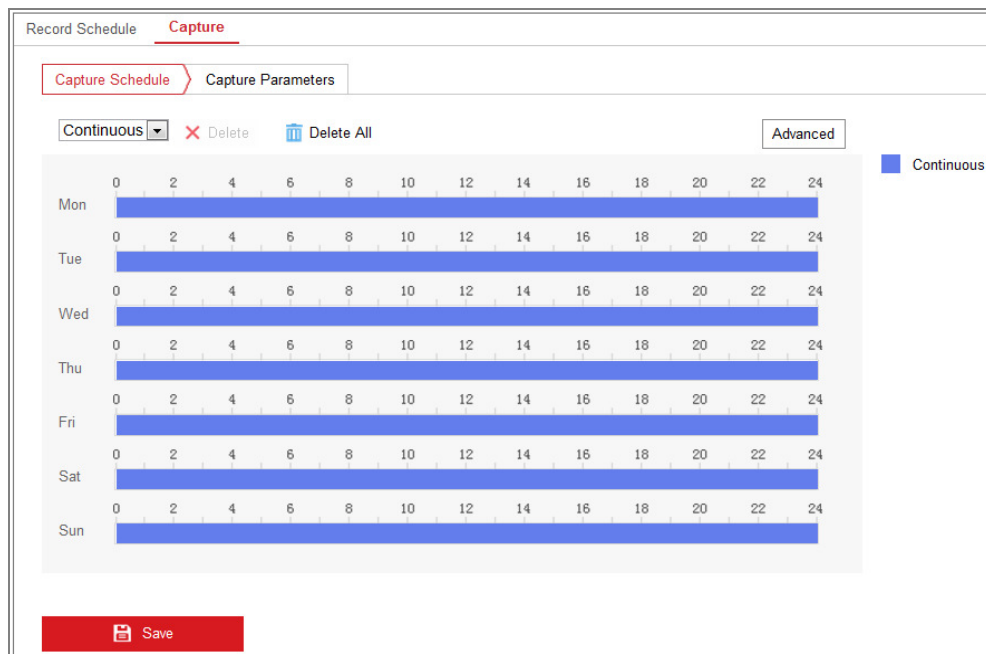 Record Schedule Capture
Capture Schedule Capture Parameters
Continuous Delete Delete All Advanced
Continuous
0 2 4 6 8 10 12 14 16 18 20 22 24
Mon
0 2 4 6 8 10 12 14 16 18 20 22 24
Tue
0 2 4 6 8 10 12 14 16 18 20 22 24
Wed
0 2 4 6 8 10 12 14 16 18 20 22 24
Thu
0 2 4 6 8 10 12 14 16 18 20 22 24
Fri
0 2 4 6 8 10 12 14 16 18 20 22 24
Sat
0 2 4 6 8 10 12 14 16 18 20 22 24
Sun
Save